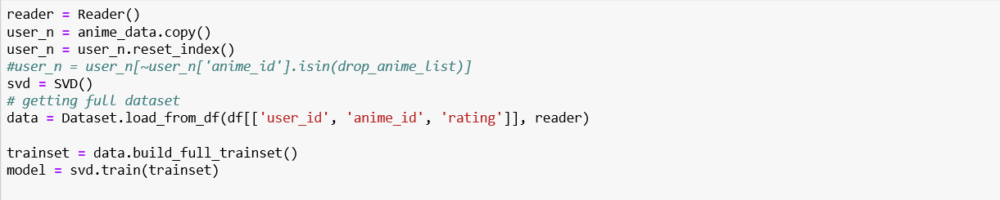 reader = Reader()
user_n = anime_data.copy()
user_n = user_n.reset_index()
#user_n = user_n[~user_n['anime_id'].isin(drop_anime_list)]
svd = SVD()
# getting full dataset
data = Dataset.load_from_df(df[['user_id', 'anime_id', 'rating']], reader)
trainset = data.build_full_trainset()
model = svd.train(trainset)